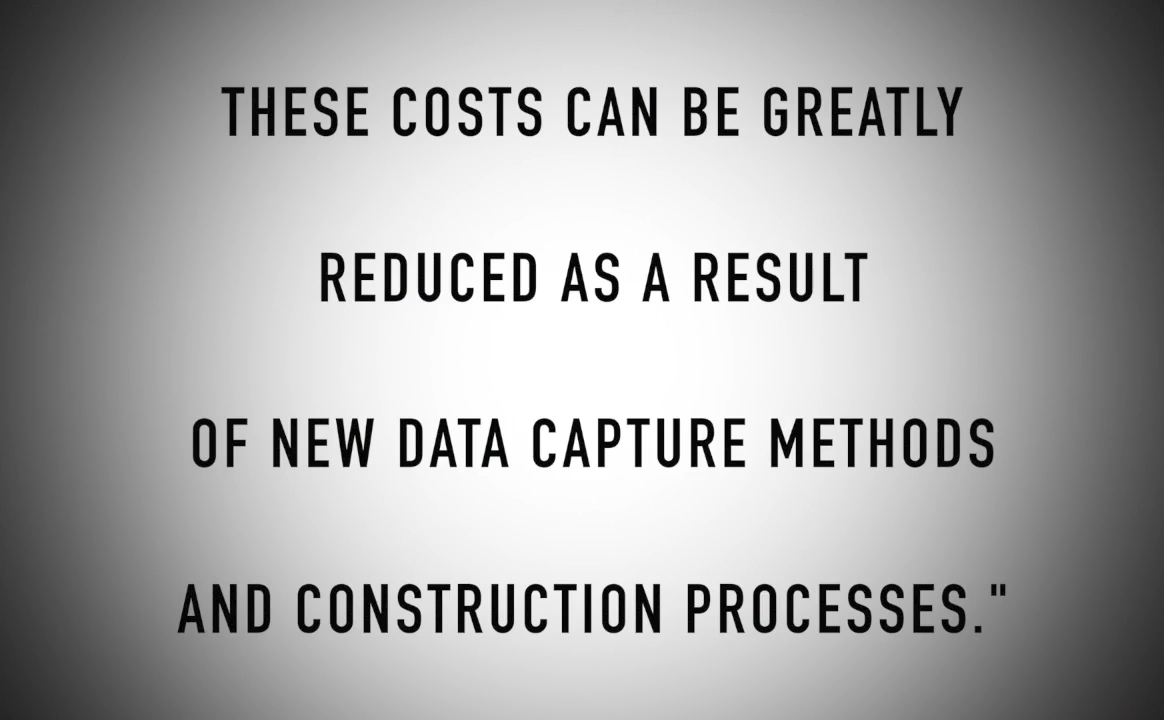 THESE COSTS CAN BE GREATLY
REDUCED AS A RESULT
OF NEW DATA CAPTURE METHODS
AND CONSTRUCTION PROCESSES."